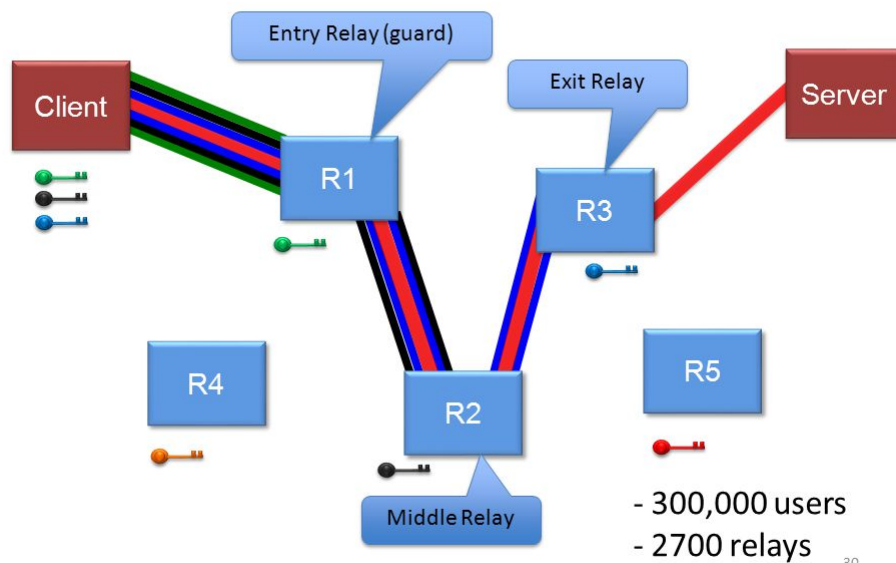 Entry Relay (guard)
Client
Exit Relay
Server
R1
R3
R4
R2
R5
Middle Relay
- 300,000 users
- 2700 relays
30